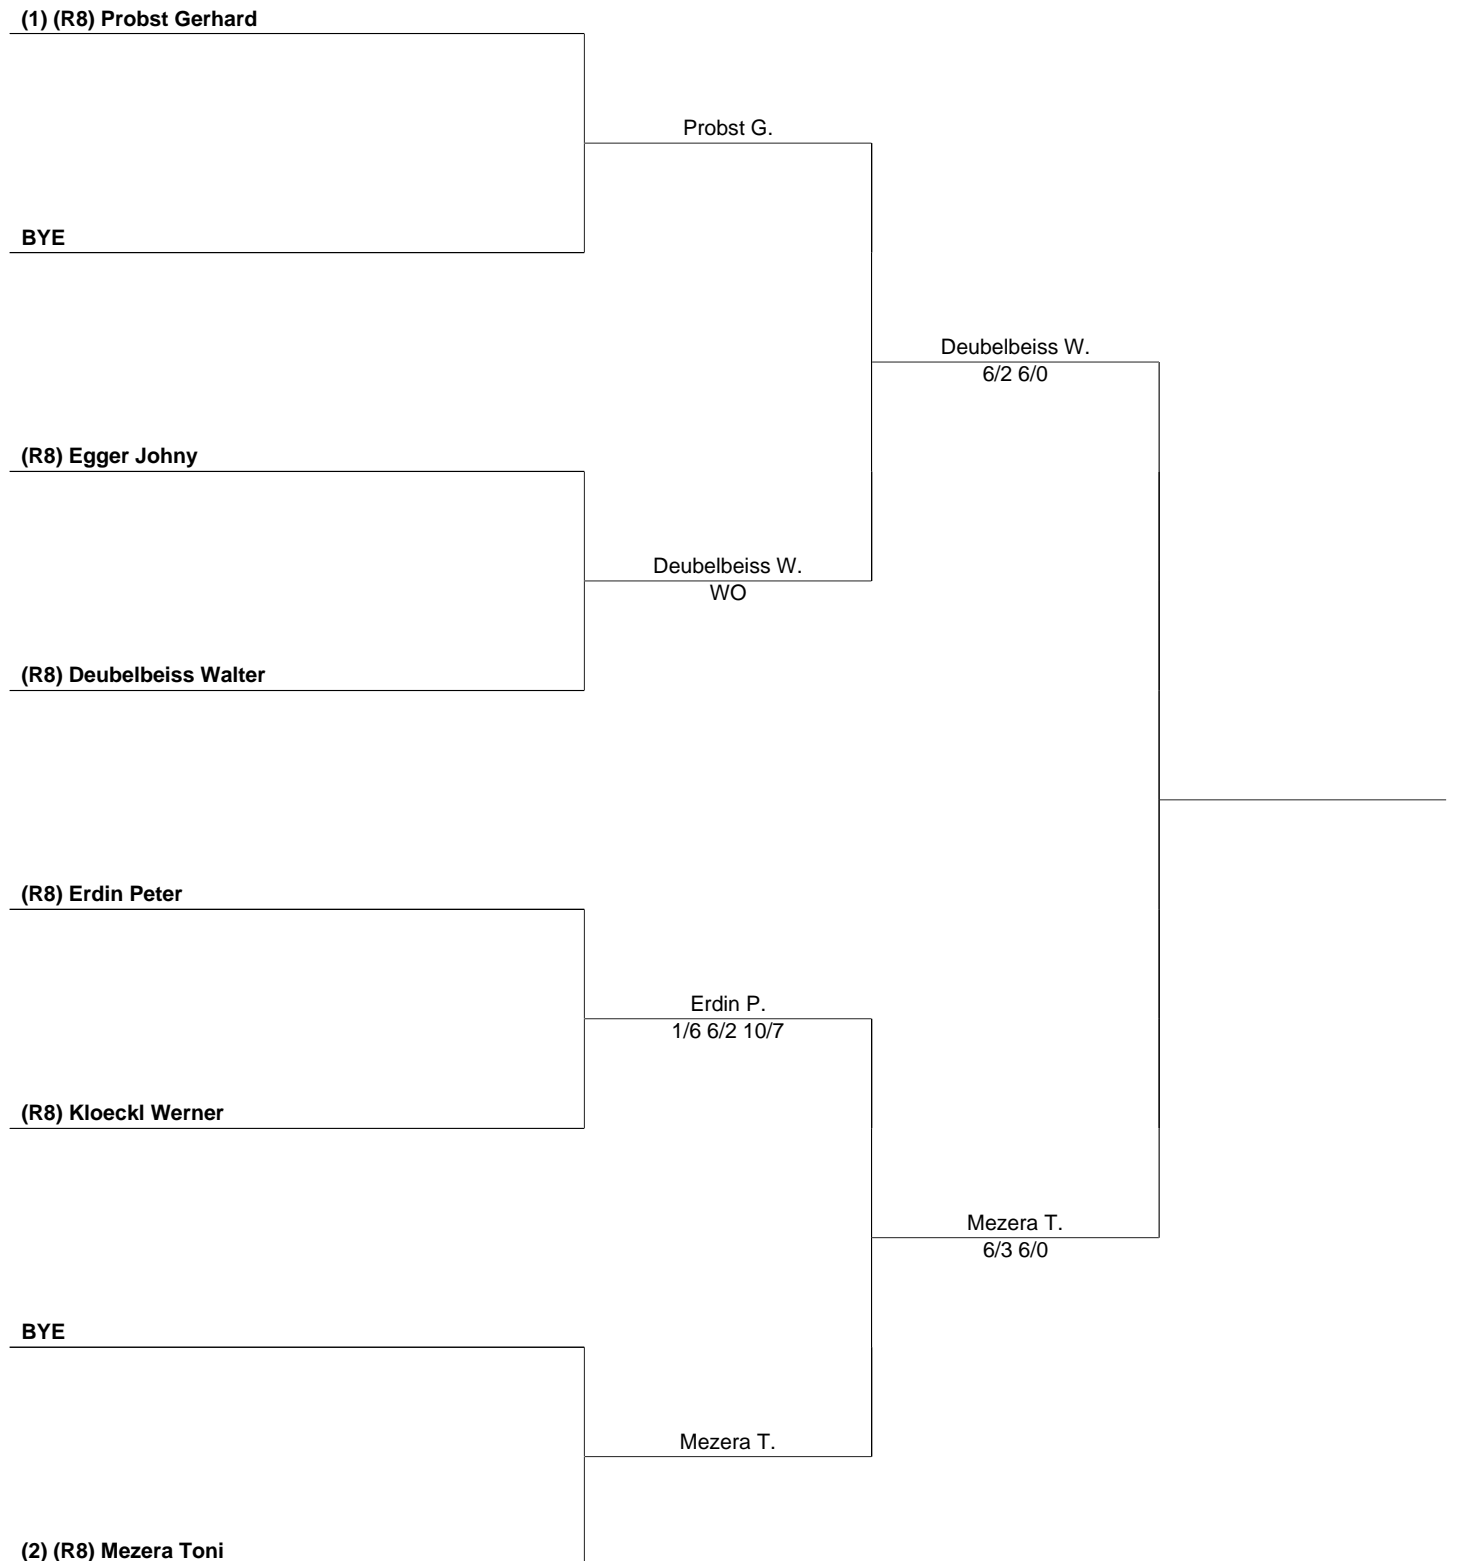 (1) (R8) Probst Gerhard
Probst G.
BYE
Deubelbeiss W.
6/2 6/0
(R8) Egger Johny
Deubelbeiss W.
WO
(R8) Deubelbeiss Walter
(R8) Erdin Peter
Erdin P.
1/6 6/2 10/7
(R8) Kloeckl Werner
Mezera T.
6/3 6/0
BYE
Mezera T.
(2) (R8) Mezera Toni